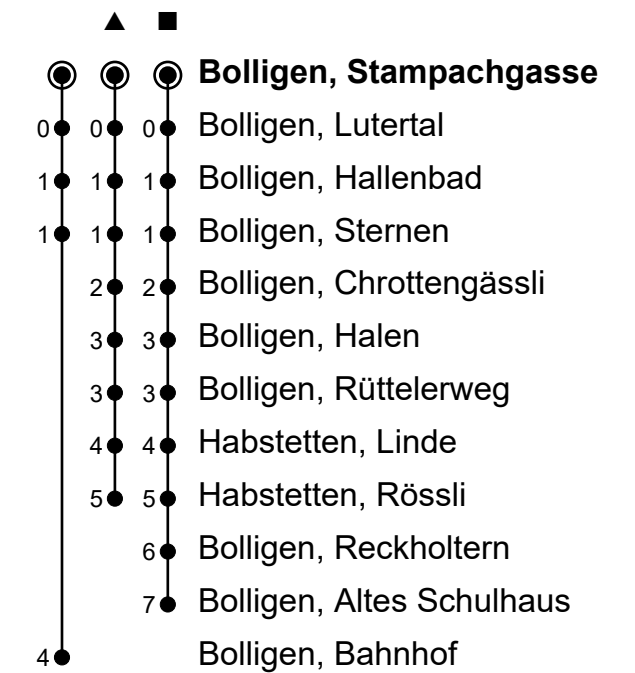 ▲ ■
Bolligen, Stampachgasse
0 0 0 Bolligen, Lutertal
1 1 1 Bolligen, Hallenbad
1 1 1 Bolligen, Sternen
2 2 Bolligen, Chrottengässli
3 3 Bolligen, Halen
3 3 Bolligen, Rüttelerweg
4 4 Habstetten, Linde
5 5 Habstetten, Rössli
6 Bolligen, Reckholtern
7 Bolligen, Altes Schulhaus
4 Bolligen, Bahnhof